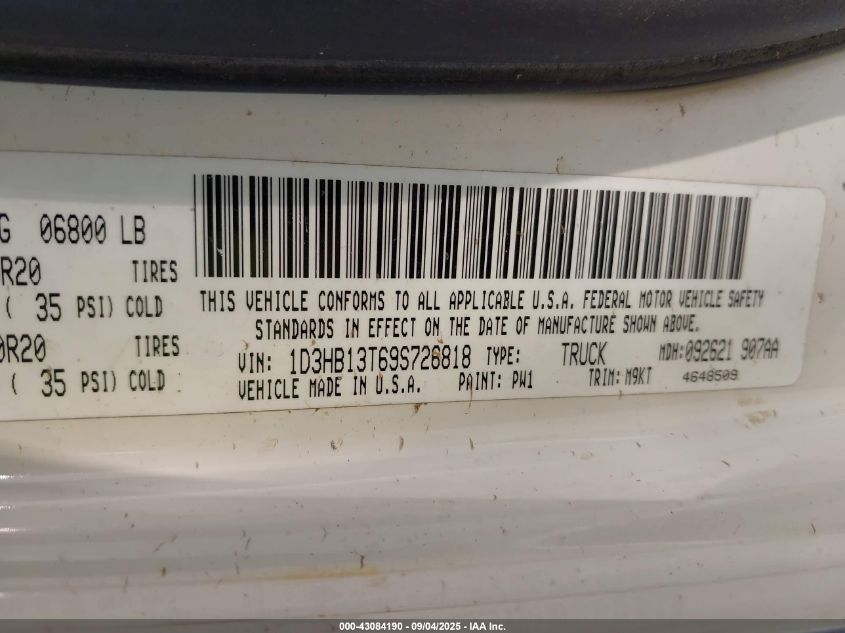 G 06800 LB
R20 TIRES
( 35 PSI) COLD
0R20 TIRES
( 35 PSI) COLD
THIS VEHICLE CONFORMS TO ALL APPLICABLE U.S.A. FEDERAL MOTOR VEHICLE SAFETY
STANDARDS IN EFFECT ON THE DATE OF MANUFACTURE SHOWN ABOVE.
VIN: 1D3HB13T69S726818 TYPE: TRUCK MDH: 092621 907AA
VEHICLE MADE IN U.S.A. PAINT: PW1 TRIM: M9KT 4648509
000-43084190 - 09/04/2025 - IAA Inc.